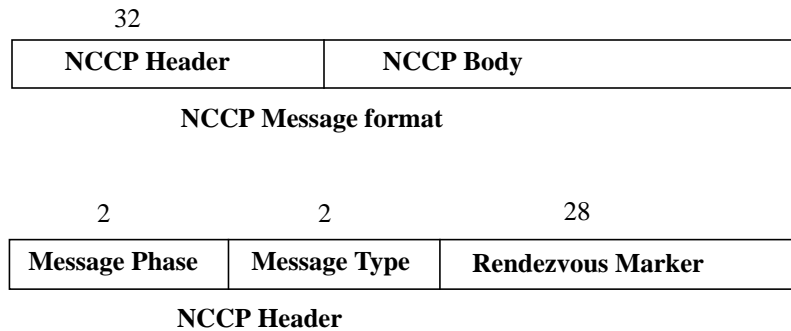 32
NCCP Header NCCP Body
NCCP Message format
2 2 28
Message Phase Message Type Rendezvous Marker
NCCP Header